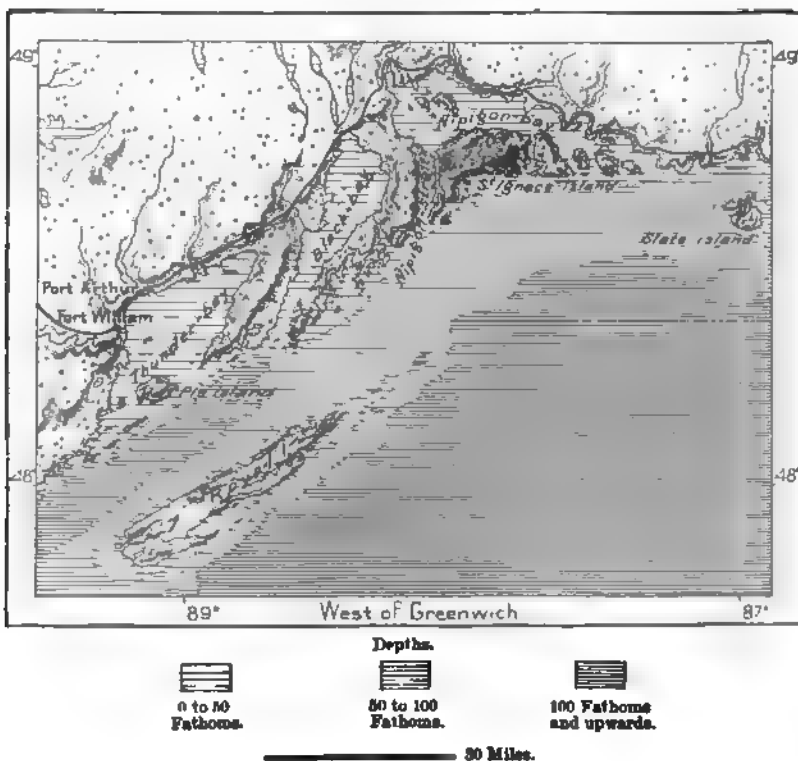 49°
49°
Nipigon Bay
St Ignace Island
Black Bay
Slate Island
Port Arthur
Fort William
Thunder Bay
Pie Islands
48°
48°
I. Royale
89°
West of Greenwich
87°
Depths.
0 to 50
Fathoms.
50 to 100
Fathoms.
100 Fathoms
and upwards.
30 Miles.